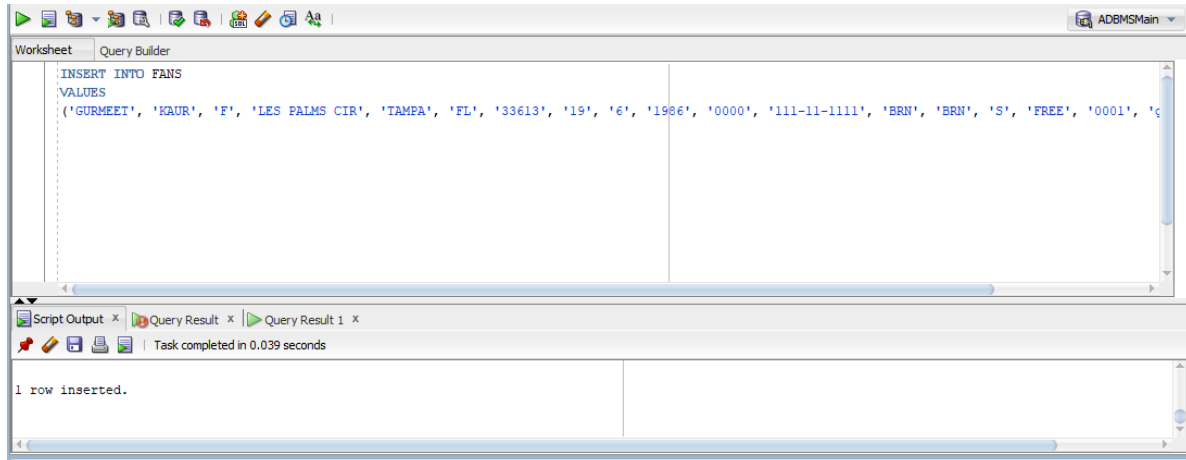 ADBMSMain
Worksheet Query Builder
INSERT INTO FANS
VALUES
('GURMEET', 'KAUR', 'F', 'LES PALMS CIR', 'TAMPA', 'FL', '33613', '19', '6', '1986', '0000', '111-11-1111', 'BRN', 'BRN', 'S', 'FREE', '0001', '
Script Output x Query Result x Query Result 1 x
Task completed in 0.039 seconds
1 row inserted.